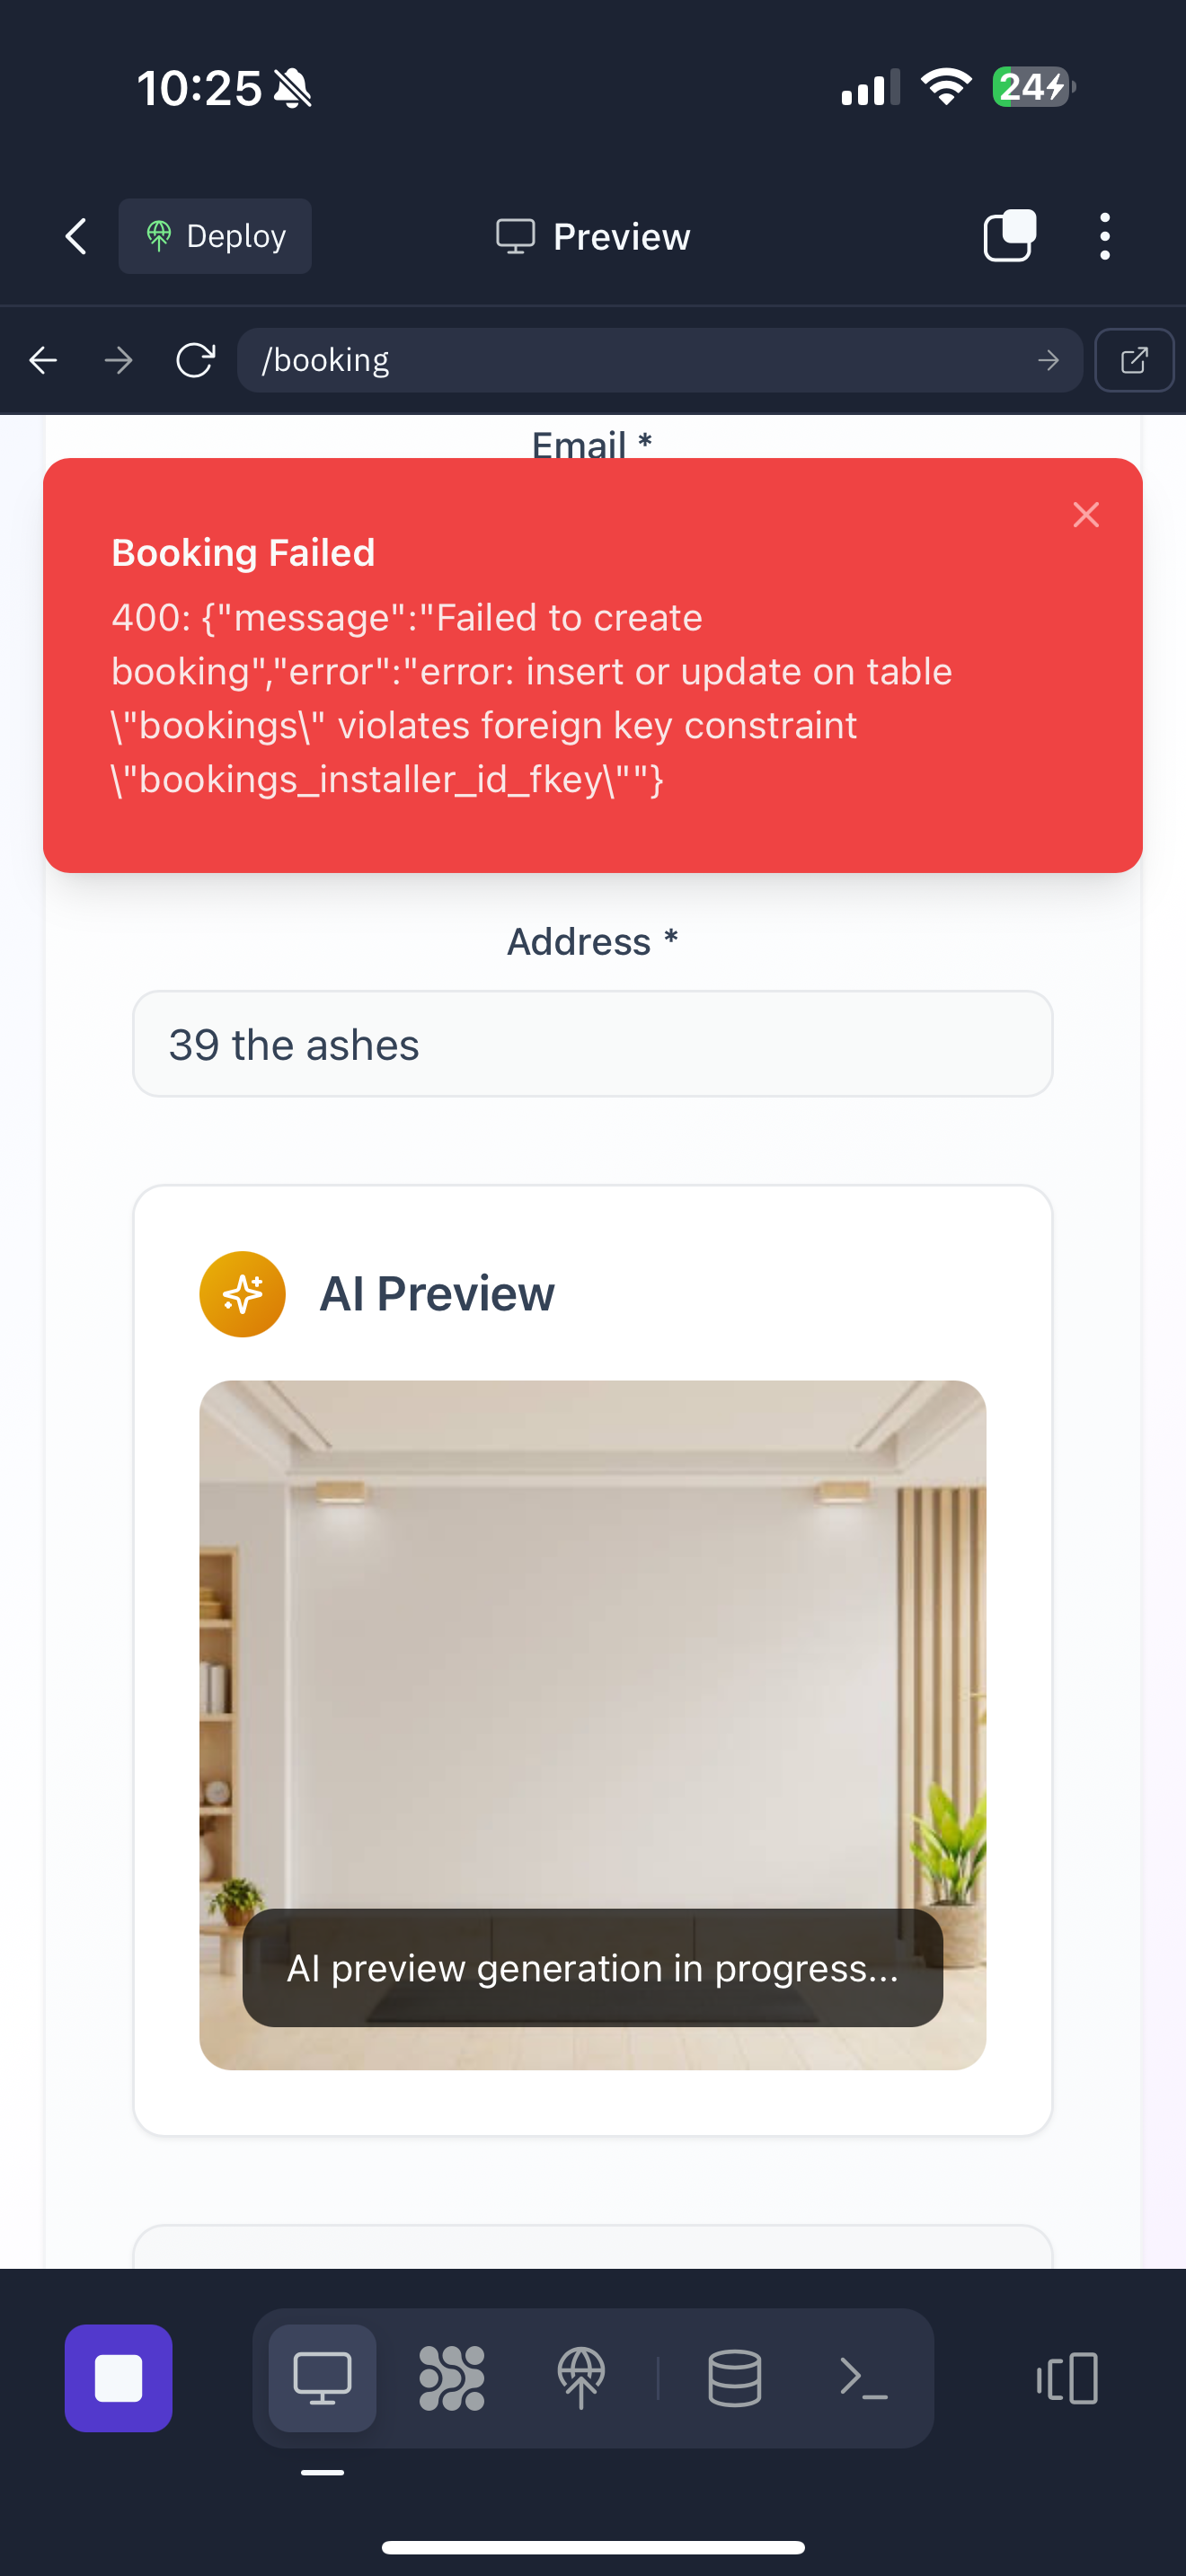 10:25
24
Deploy
Preview
/booking
Email *
Booking Failed
400: {"message":"Failed to create
booking","error":"error: insert or update on table
\"bookings\" violates foreign key constraint
\"bookings_installer_id_fkey\""}
Address *
39 the ashes
AI Preview
AI preview generation in progress...